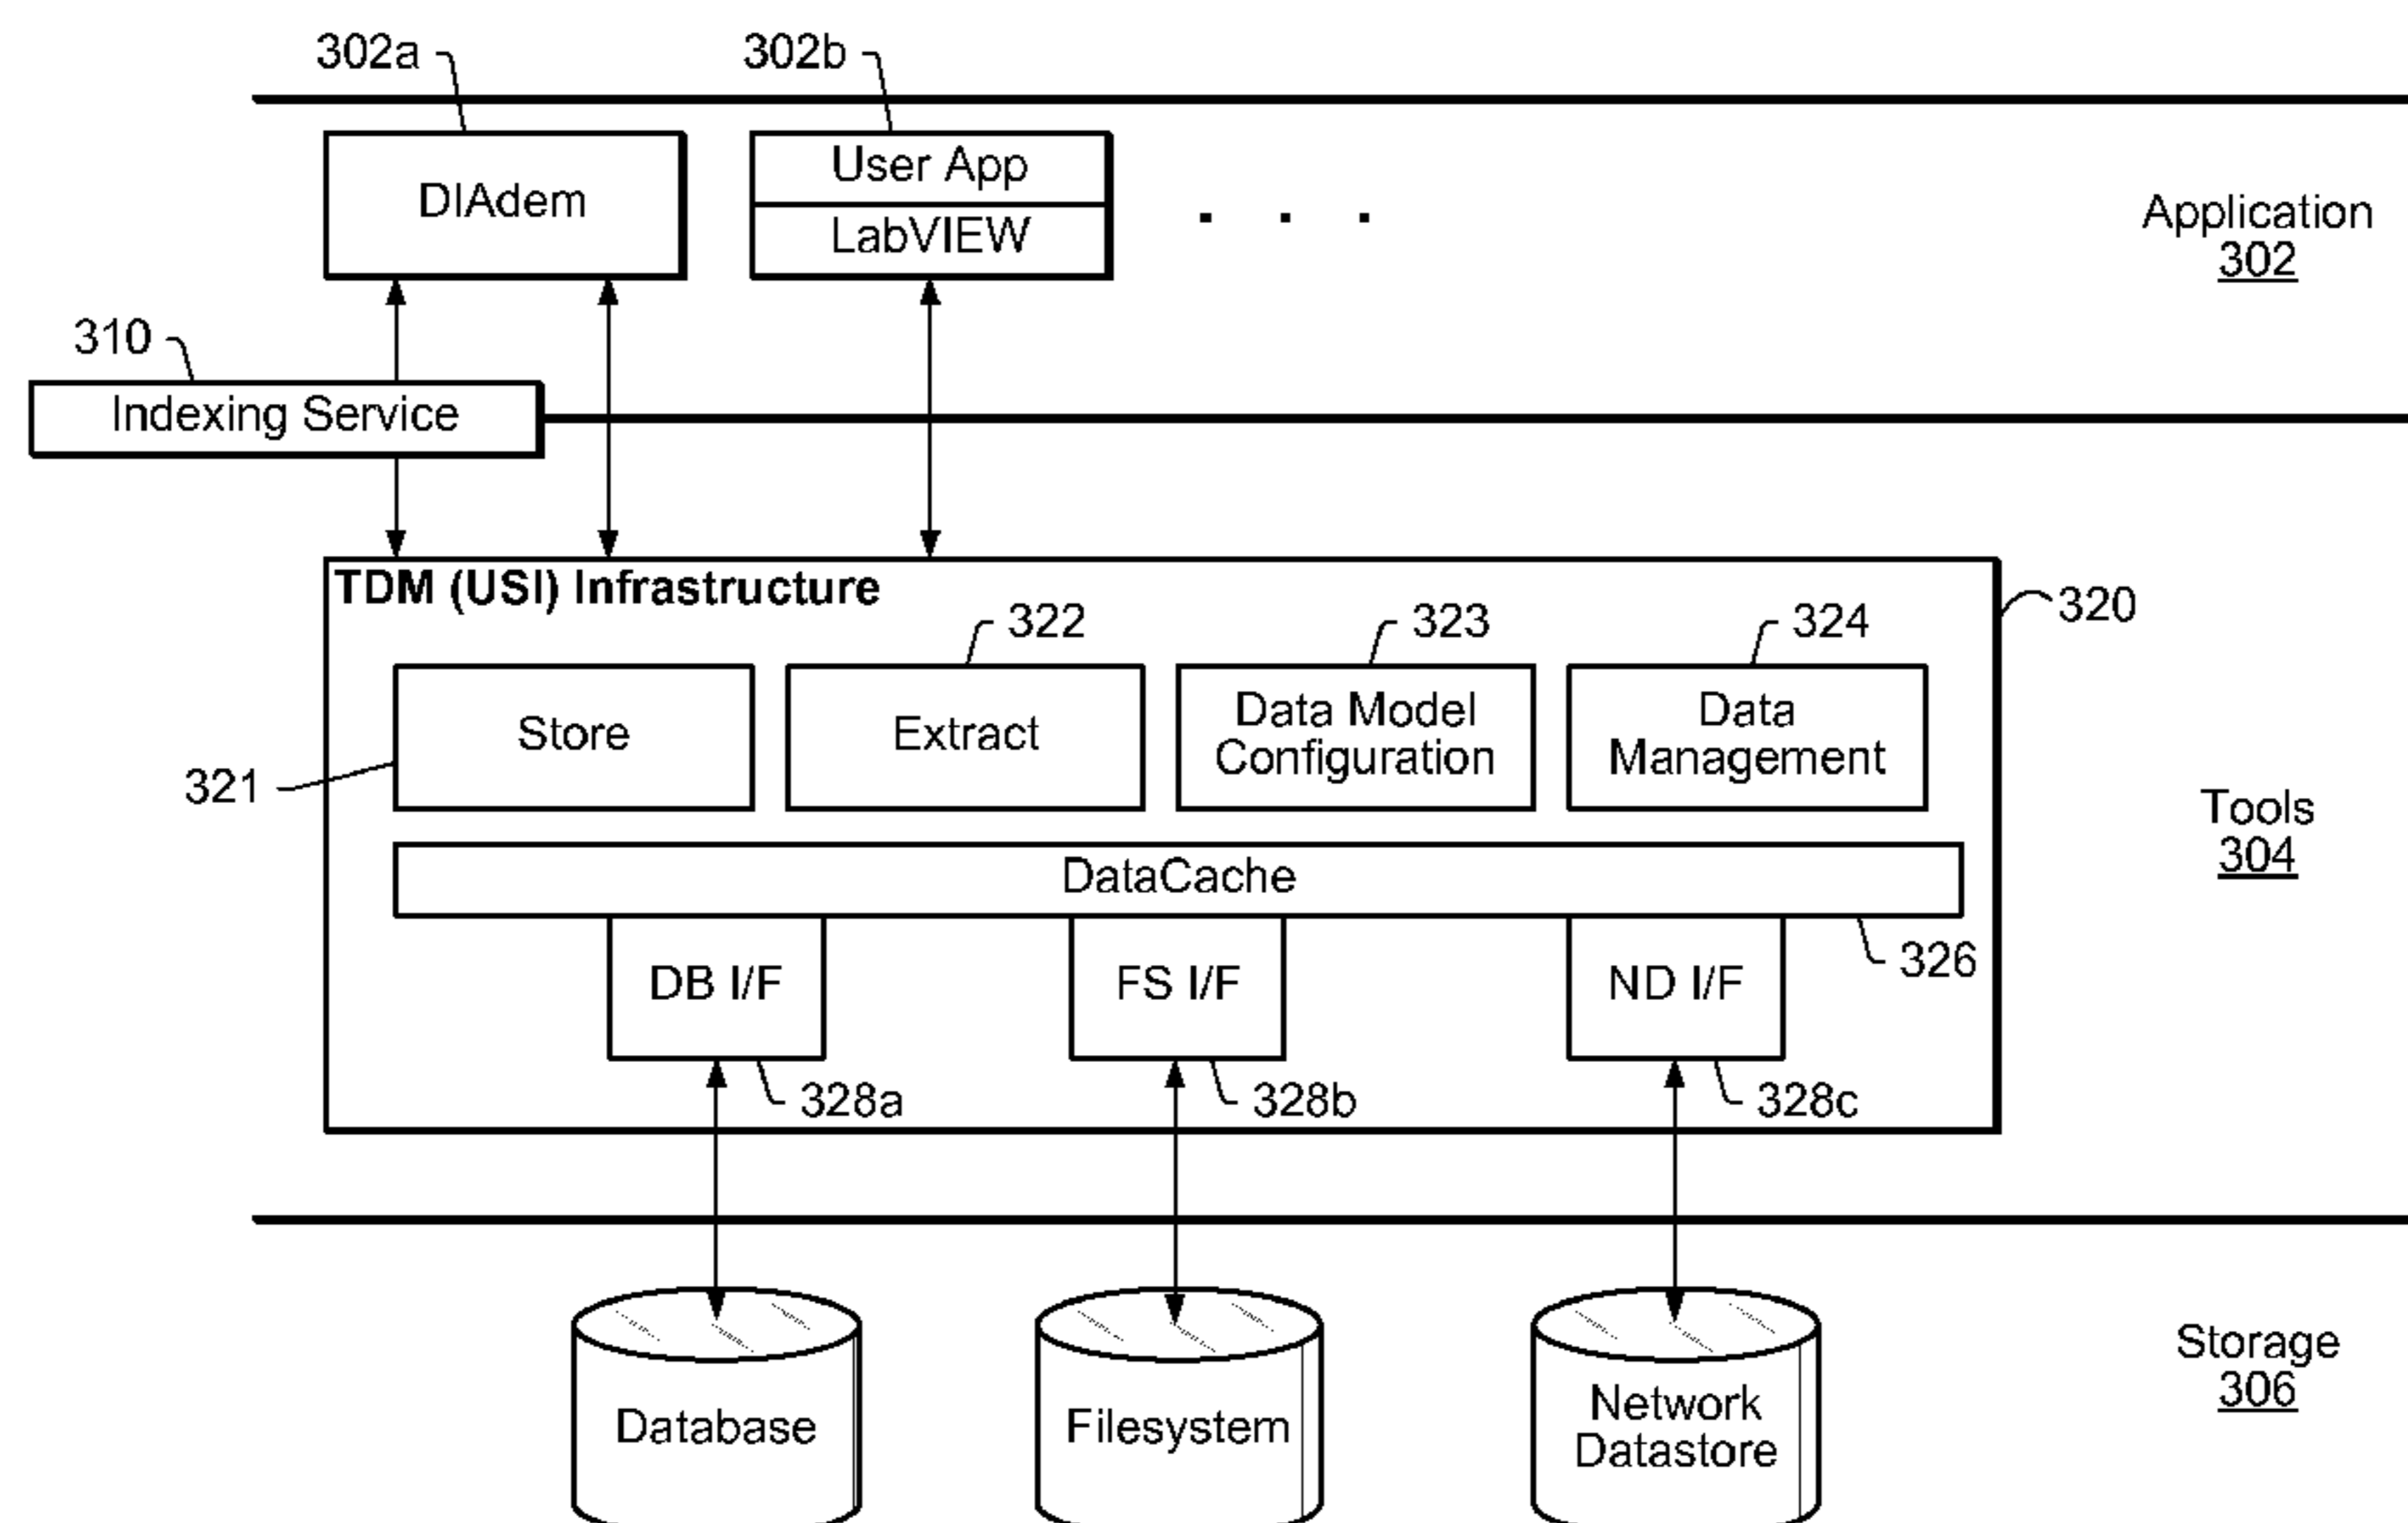 302a
302b
DIAdem
User App
LabVIEW
. . .
Application
302
310
Indexing Service
TDM (USI) Infrastructure
320
322
323
324
Store
Extract
Data Model
Configuration
Data
Management
321
Tools
304
DataCache
326
DB I/F
FS I/F
ND I/F
328a
328b
328c
Storage
306
Database
Filesystem
Network
Datastore